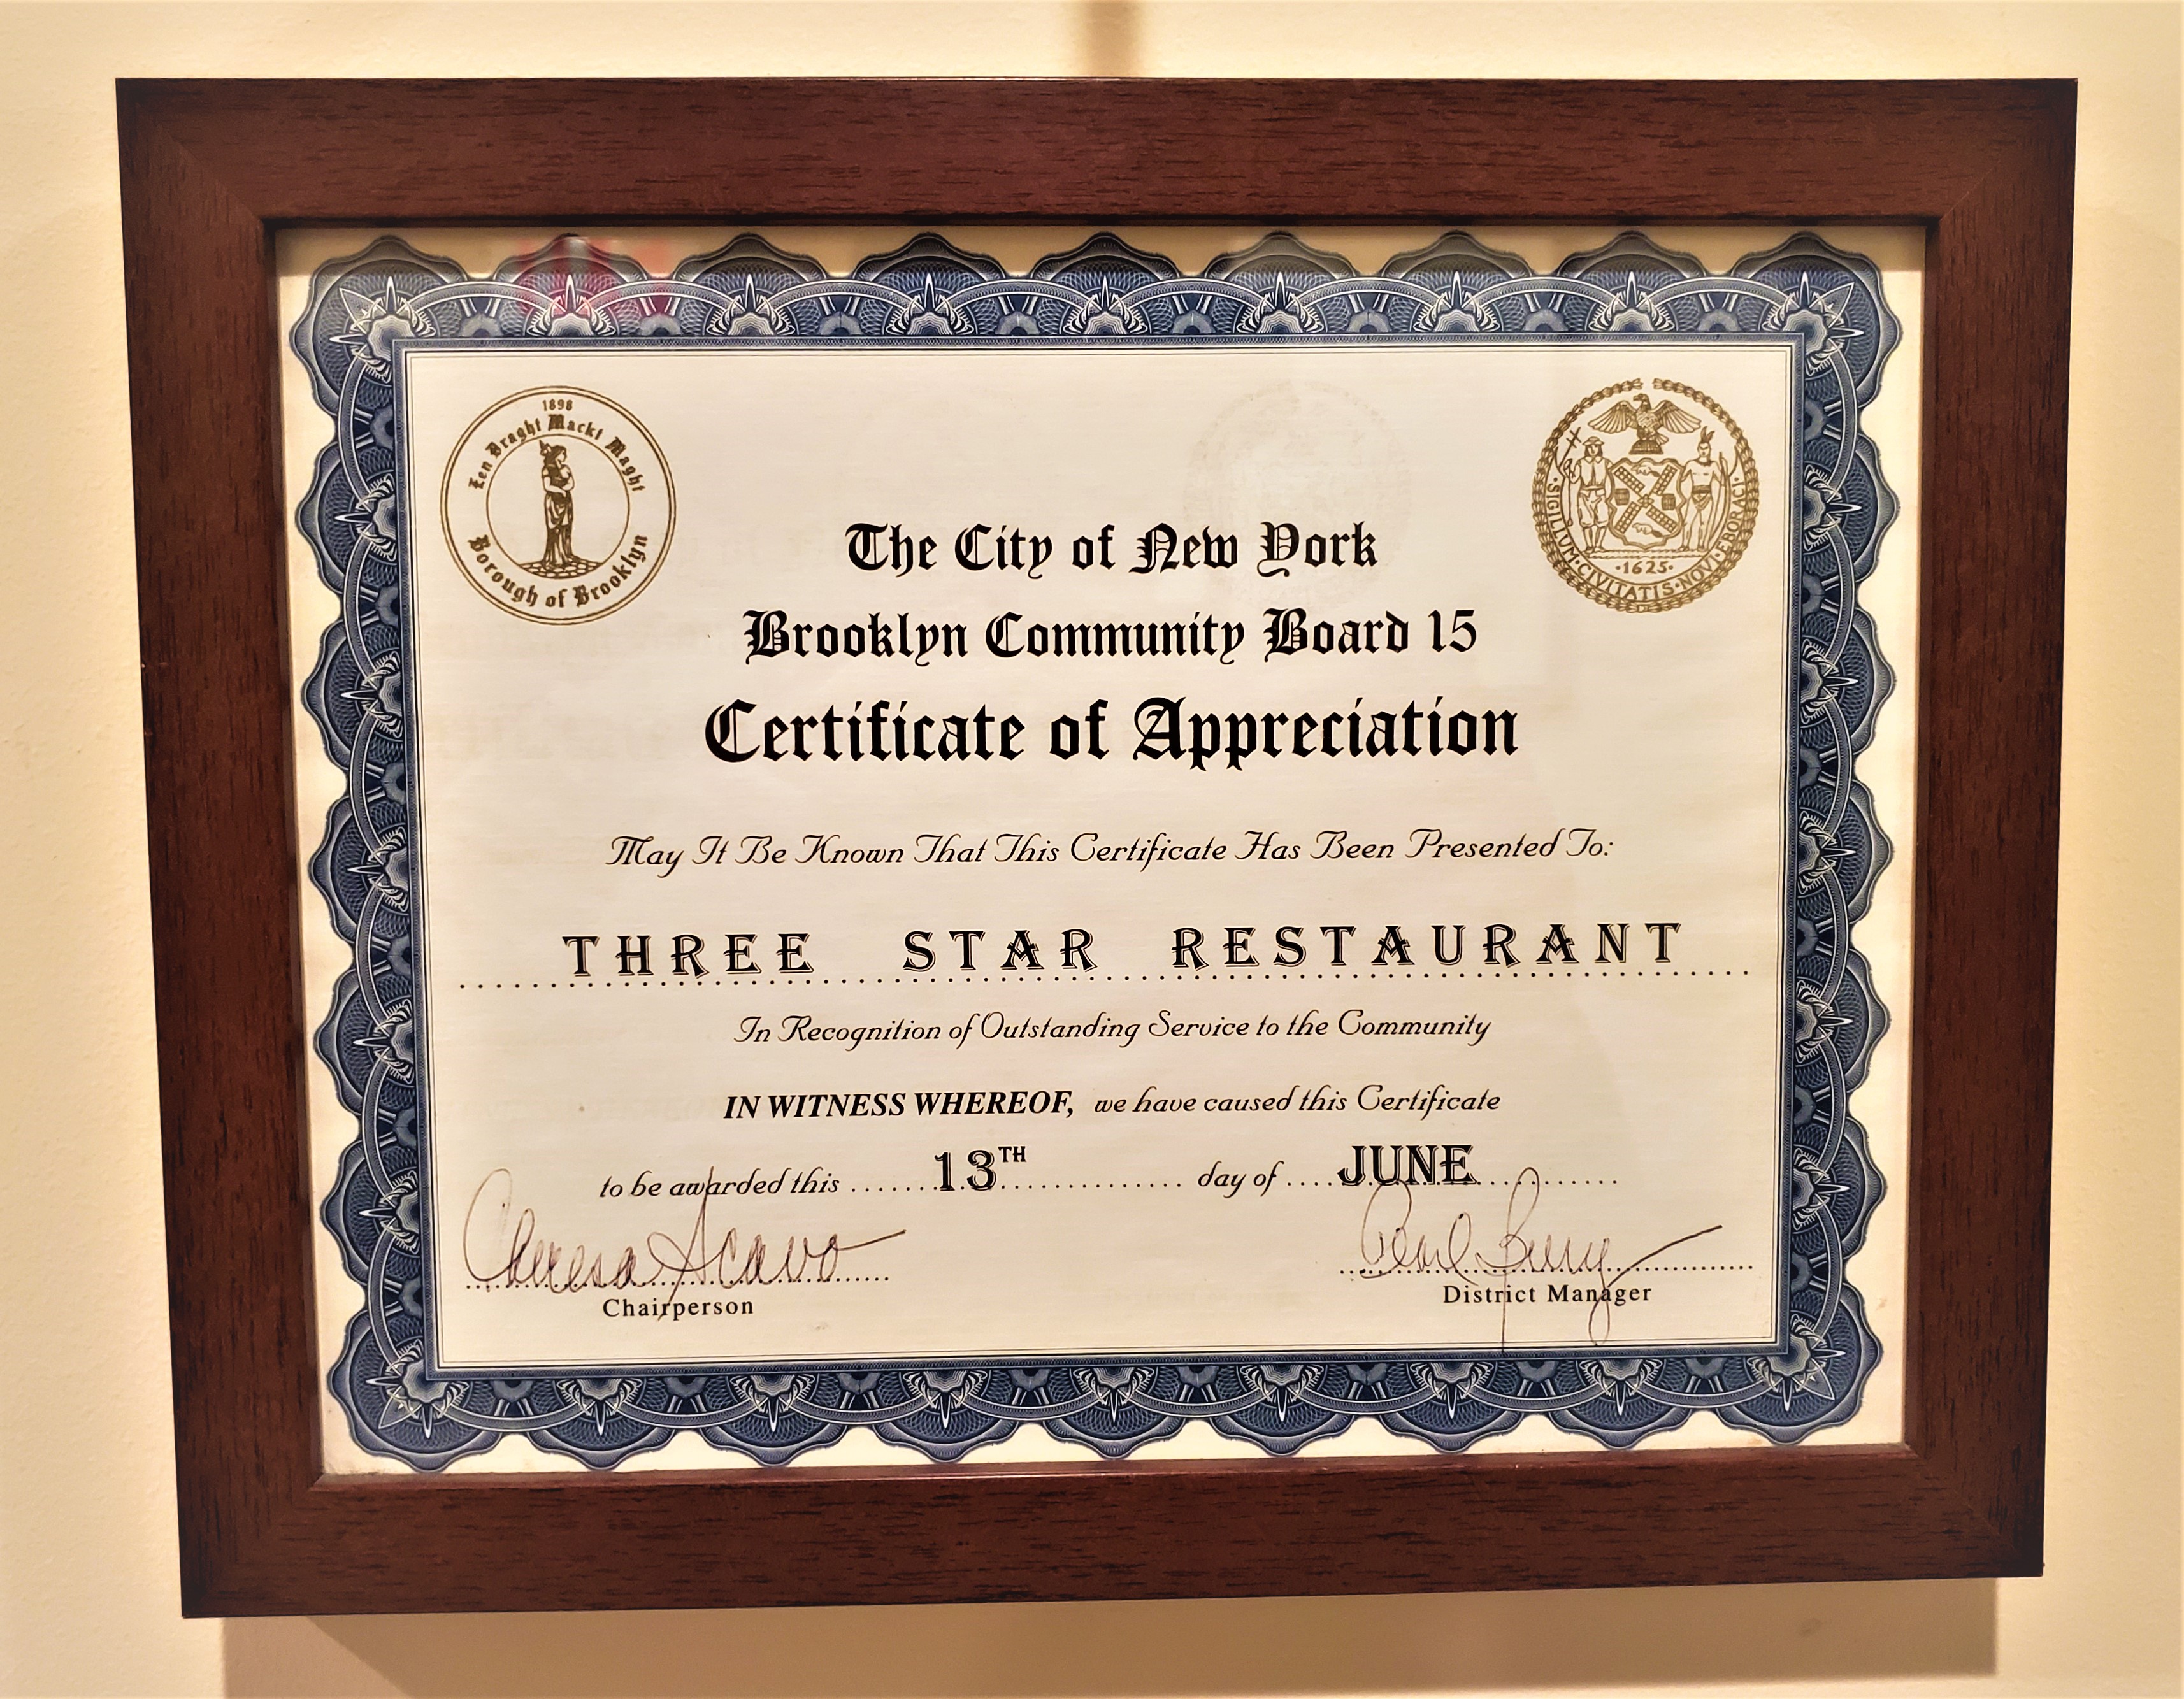 1898
Een Draght Mackt Maght
Borough of Brooklyn
SIGILLUM·CIVITATIS·NOVI·EBORACI
·1625·
The City of New York
Brooklyn Community Board 15
Certificate of Appreciation
May It Be Known That This Certificate Has Been Presented To:
THREE STAR RESTAURANT
In Recognition of Outstanding Service to the Community
IN WITNESS WHEREOF, we have caused this Certificate
to be awarded this 13TH day of JUNE
Theresa Scavo
Pearl Burg
Chairperson
District Manager